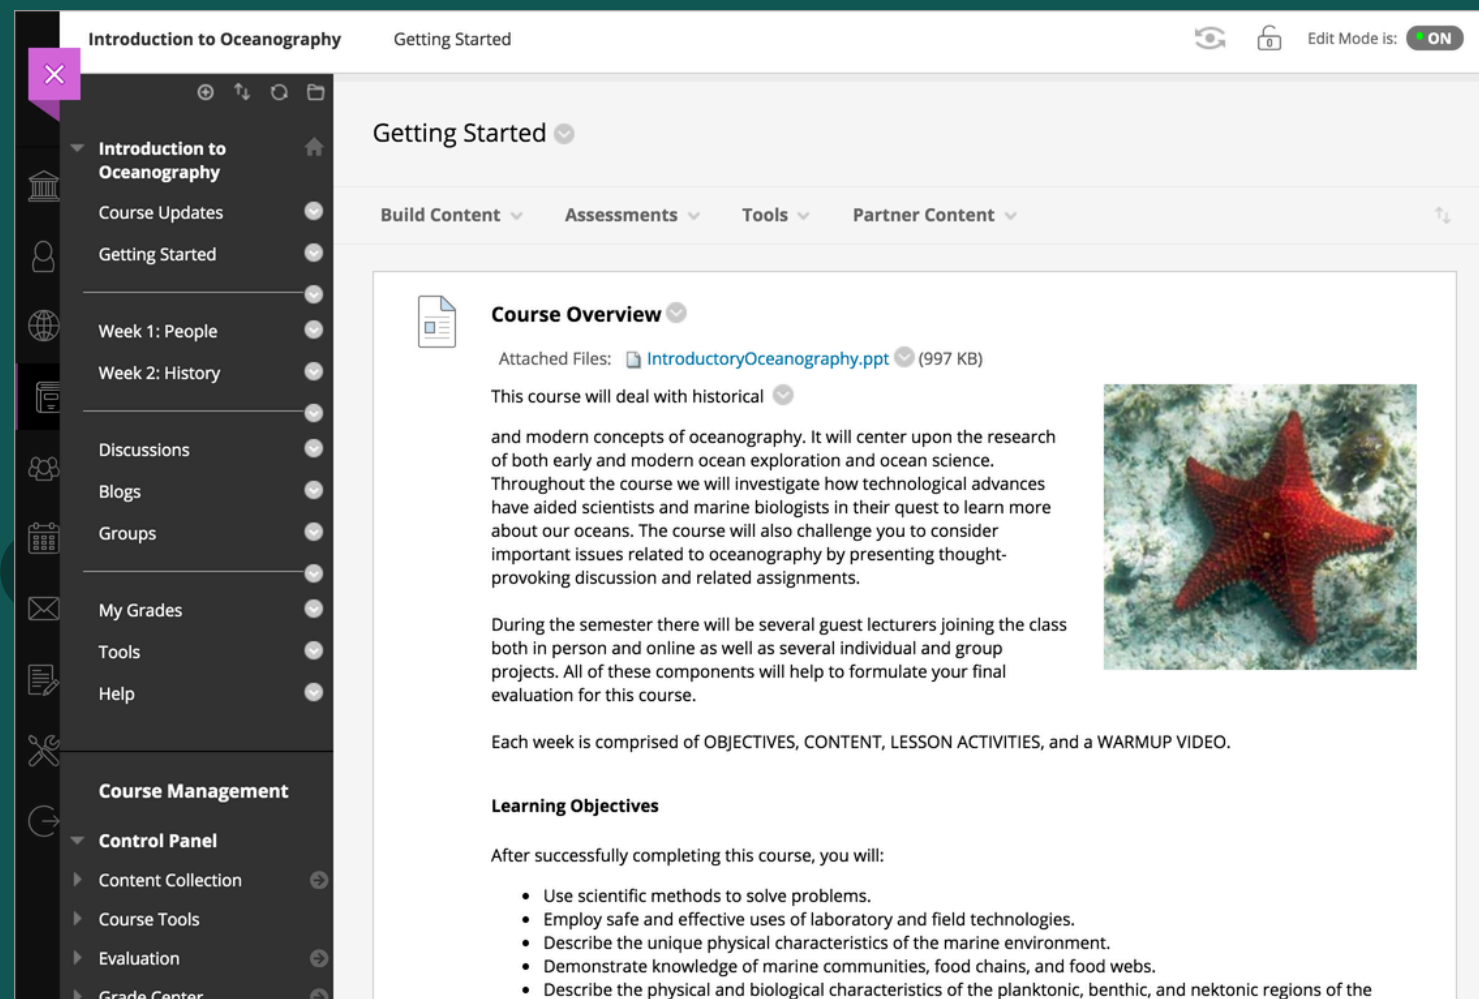 Introduction to Oceanography
Getting Started
Edit Mode is:
ON
Introduction to
Oceanography
Course Updates
Getting Started
Week 1: People
Week 2: History
Discussions
Blogs
Groups
My Grades
Tools
Help
Course Management
Control Panel
Content Collection
Course Tools
Evaluation
Grade Center
Getting Started
Build Content
Assessments
Tools
Partner Content
Course Overview
Attached Files: IntroductoryOceanography.ppt (997 KB)
This course will deal with historical
and modern concepts of oceanography. It will center upon the research
of both early and modern ocean exploration and ocean science.
Throughout the course we will investigate how technological advances
have aided scientists and marine biologists in their quest to learn more
about our oceans. The course will also challenge you to consider
important issues related to oceanography by presenting thought-
provoking discussion and related assignments.
During the semester there will be several guest lecturers joining the class
both in person and online as well as several individual and group
projects. All of these components will help to formulate your final
evaluation for this course.
Each week is comprised of OBJECTIVES, CONTENT, LESSON ACTIVITIES, and a WARMUP VIDEO.
Learning Objectives
After successfully completing this course, you will:
• Use scientific methods to solve problems.
• Employ safe and effective uses of laboratory and field technologies.
• Describe the unique physical characteristics of the marine environment.
• Demonstrate knowledge of marine communities, food chains, and food webs.
• Describe the physical and biological characteristics of the planktonic, benthic, and nektonic regions of the